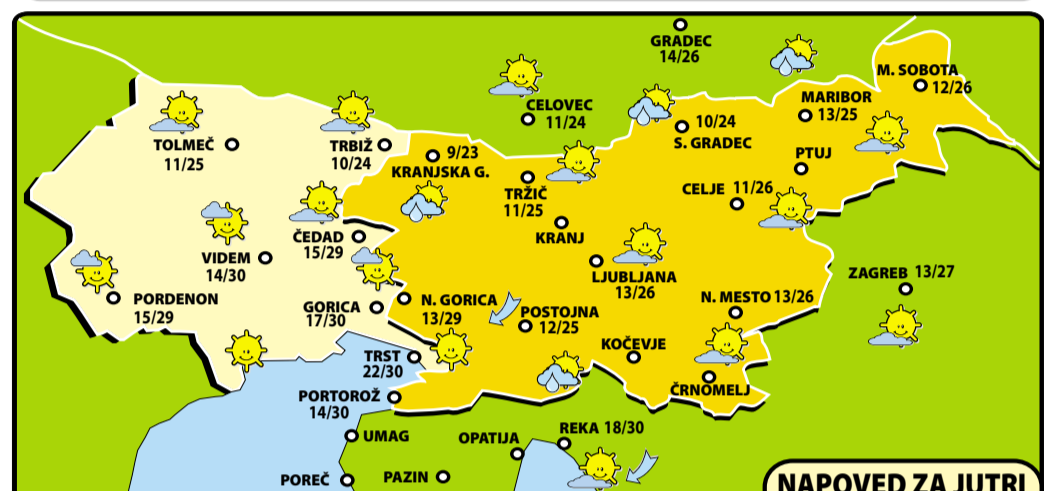 GRADEC
14/26
M. SOBOTA
12/26
CELOVEC
11/24
MARIBOR
13/25
10/24
S. GRADEC
TOLMEČ
11/25
TRBIŽ
10/24
9/23
KRANJSKA G.
PTUJ
TRŽIČ
11/25
CELJE 11/26
KRANJ
ČEDAD
15/29
VIDEM
14/30
LJUBLJANA
13/26
ZAGREB 13/27
PORDENON
15/29
GORICA
17/30
N. GORICA
13/29
POSTOJNA
12/25
N. MESTO 13/26
KOČEVJE
TRST
22/30
ČRNOMELJ
PORTOROŽ
14/30
UMAG
OPATIJA
REKA 18/30
POREČ
PAZIN
NAPOVED ZA JUTRI